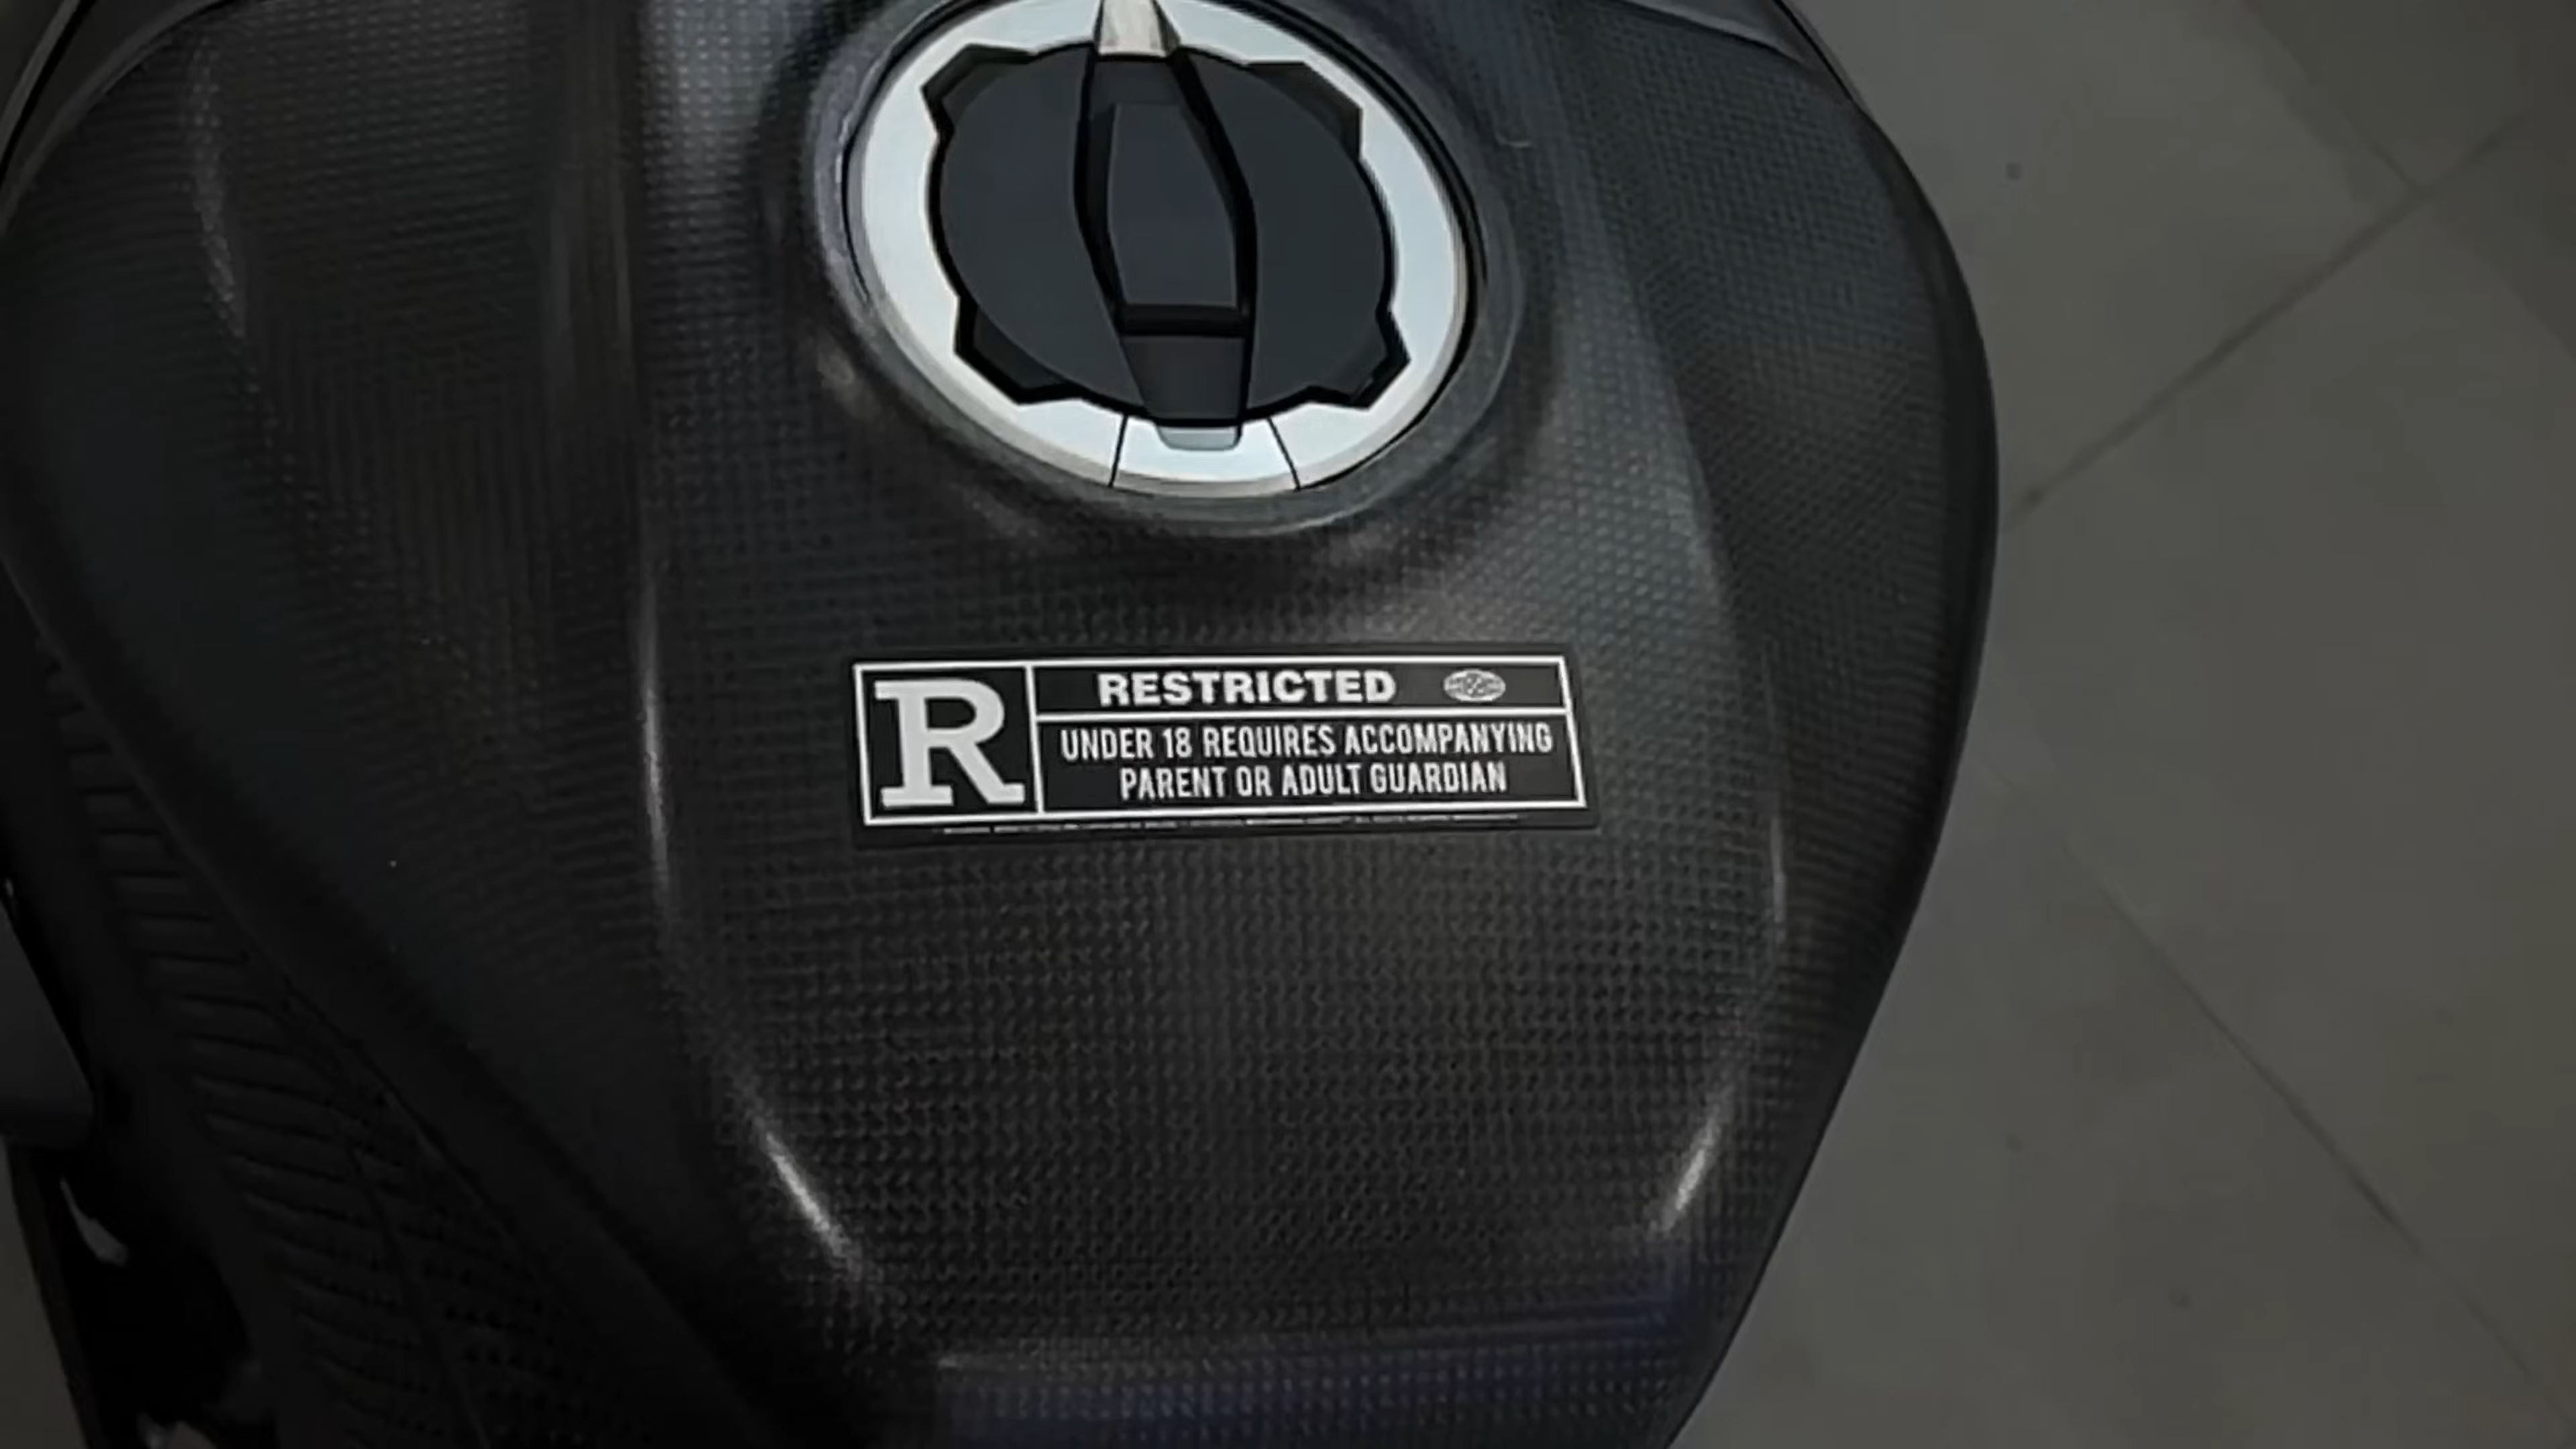 R
RESTRICTED
UNDER 18 REQUIRES ACCOMPANYING
PARENT OR ADULT GUARDIAN